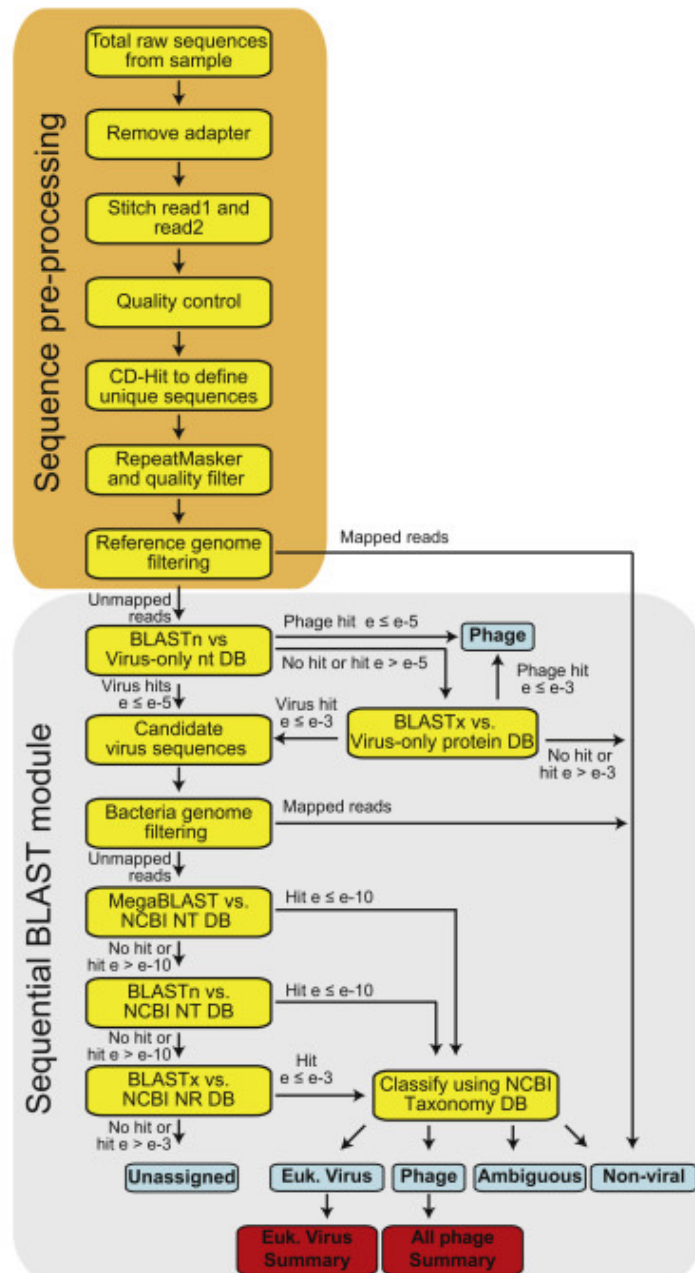 Sequence pre-processing
Total raw sequences
from sample
Remove adapter
Stitch read1 and
read2
Quality control
CD-Hit to define
unique sequences
RepeatMasker
and quality filter
Reference genome
filtering
Mapped reads
Sequential BLAST module
Unmapped
reads
BLASTn vs
Virus-only nt DB
Phage hit e ≤ e-5
Phage
No hit or hit e > e-5
Phage hit
e ≤ e-3
Virus hits
e ≤ e-5
Virus hit
e ≤ e-3
BLASTx vs.
Virus-only protein DB
Candidate
virus sequences
No hit or
hit e > e-3
Bacteria genome
filtering
Mapped reads
Unmapped
reads
MegaBLAST vs.
NCBI NT DB
Hit e ≤ e-10
No hit or
hit e > e-10
BLASTn vs.
NCBI NT DB
Hit e ≤ e-10
No hit or
hit e > e-10
BLASTx vs.
NCBI NR DB
Hit
e ≤ e-3
Classify using NCBI
Taxonomy DB
No hit or
hit e > e-3
Unassigned
Euk. Virus
Phage
Ambiguous
Non-viral
Euk. Virus
Summary
All phage
Summary